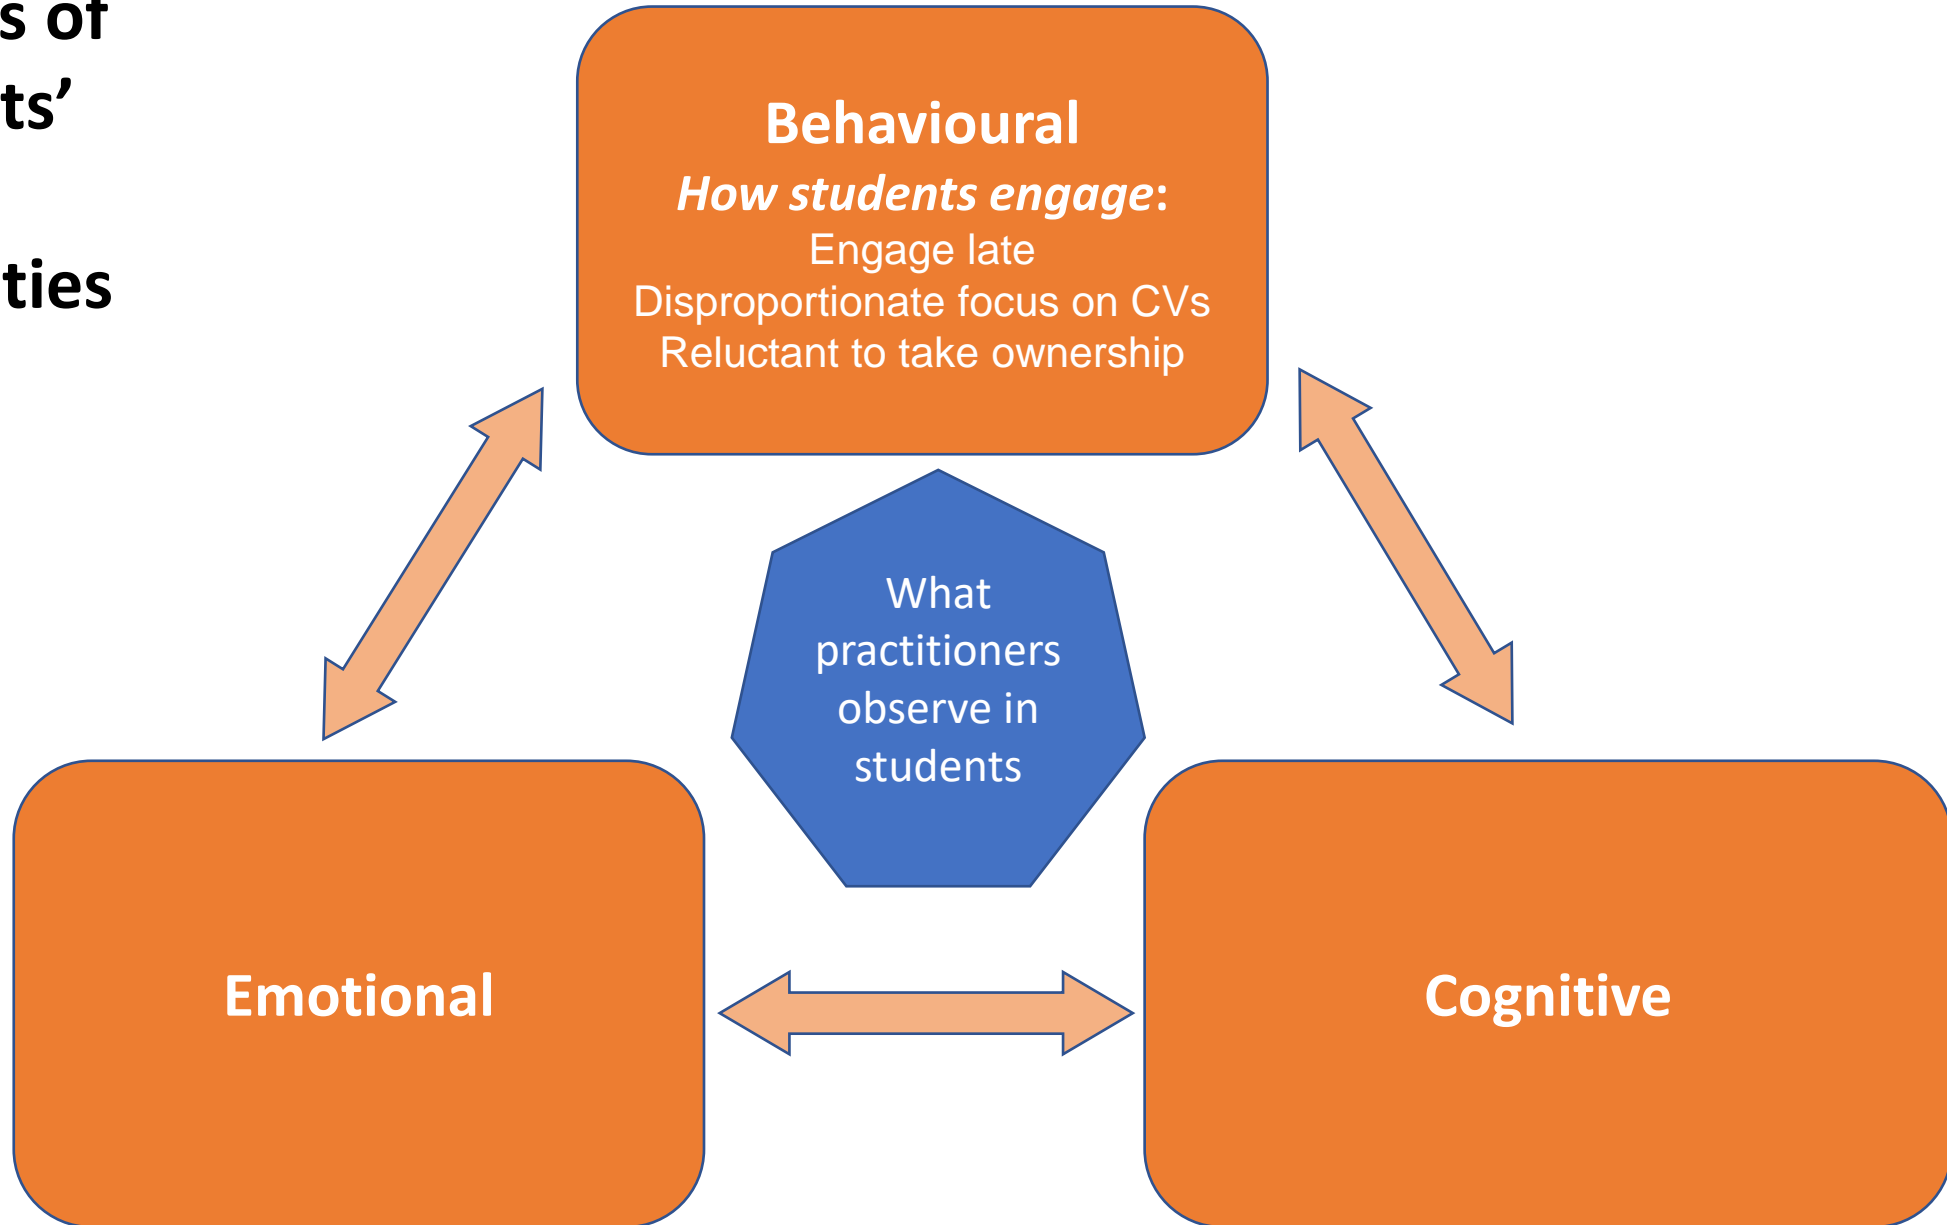 s of
ts’
ties
Behavioural
How students engage:
Engage late
Disproportionate focus on CVs
Reluctant to take ownership
What
practitioners
observe in
students
Emotional
Cognitive